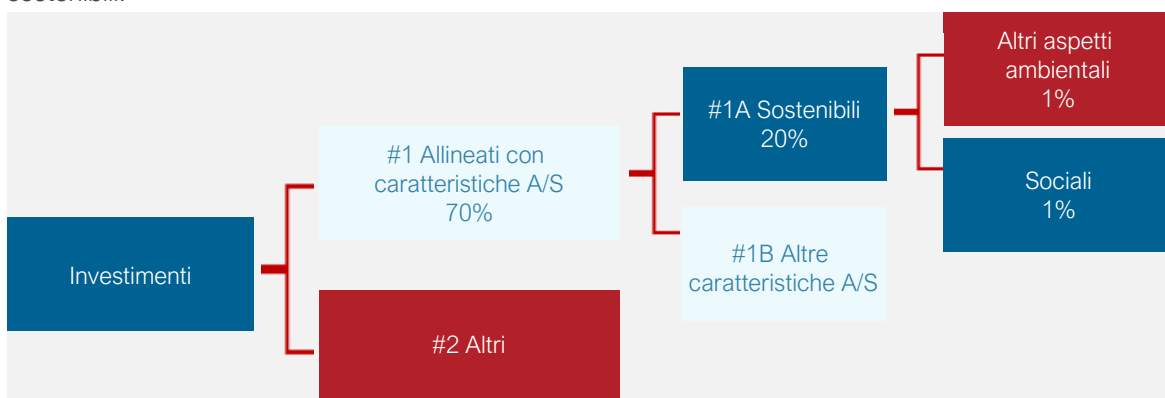 Altri aspetti
ambientali
1%
#1A Sostenibili
20%
#1 Allineati con
caratteristiche A/S
70%
Sociali
1%
Investimenti
#1B Altre
caratteristiche A/S
#2 Altri